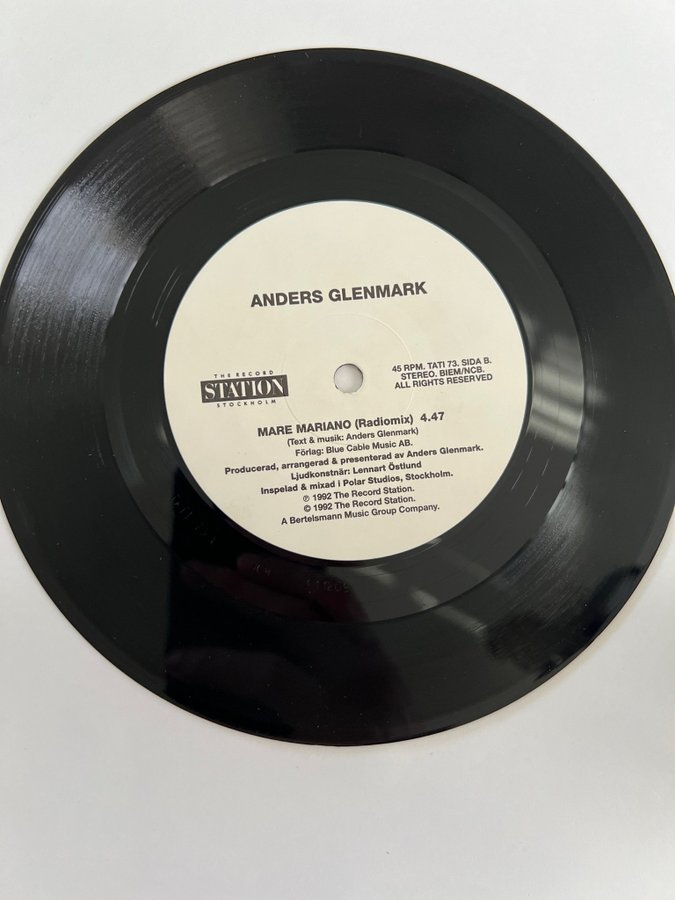 ANDERS GLENMARK
THE RECORD
STATION
STOCKHOLM
45 RPM. TATI 73. SIDA B.
STEREO. BIEM/NCB.
ALL RIGHTS RESERVED
MARE MARIANO (Radiomix) 4.47
(Text & musik: Anders Glenmark)
Förlag: Blue Cable Music AB.
Producerad, arrangerad & presenterad av Anders Glenmark.
Ljudkonstnär: Lennart Östlund
Inspelad & mixad i Polar Studios, Stockholm.
℗ 1992 The Record Station.
© 1992 The Record Station.
A Bertelsmann Music Group Company.